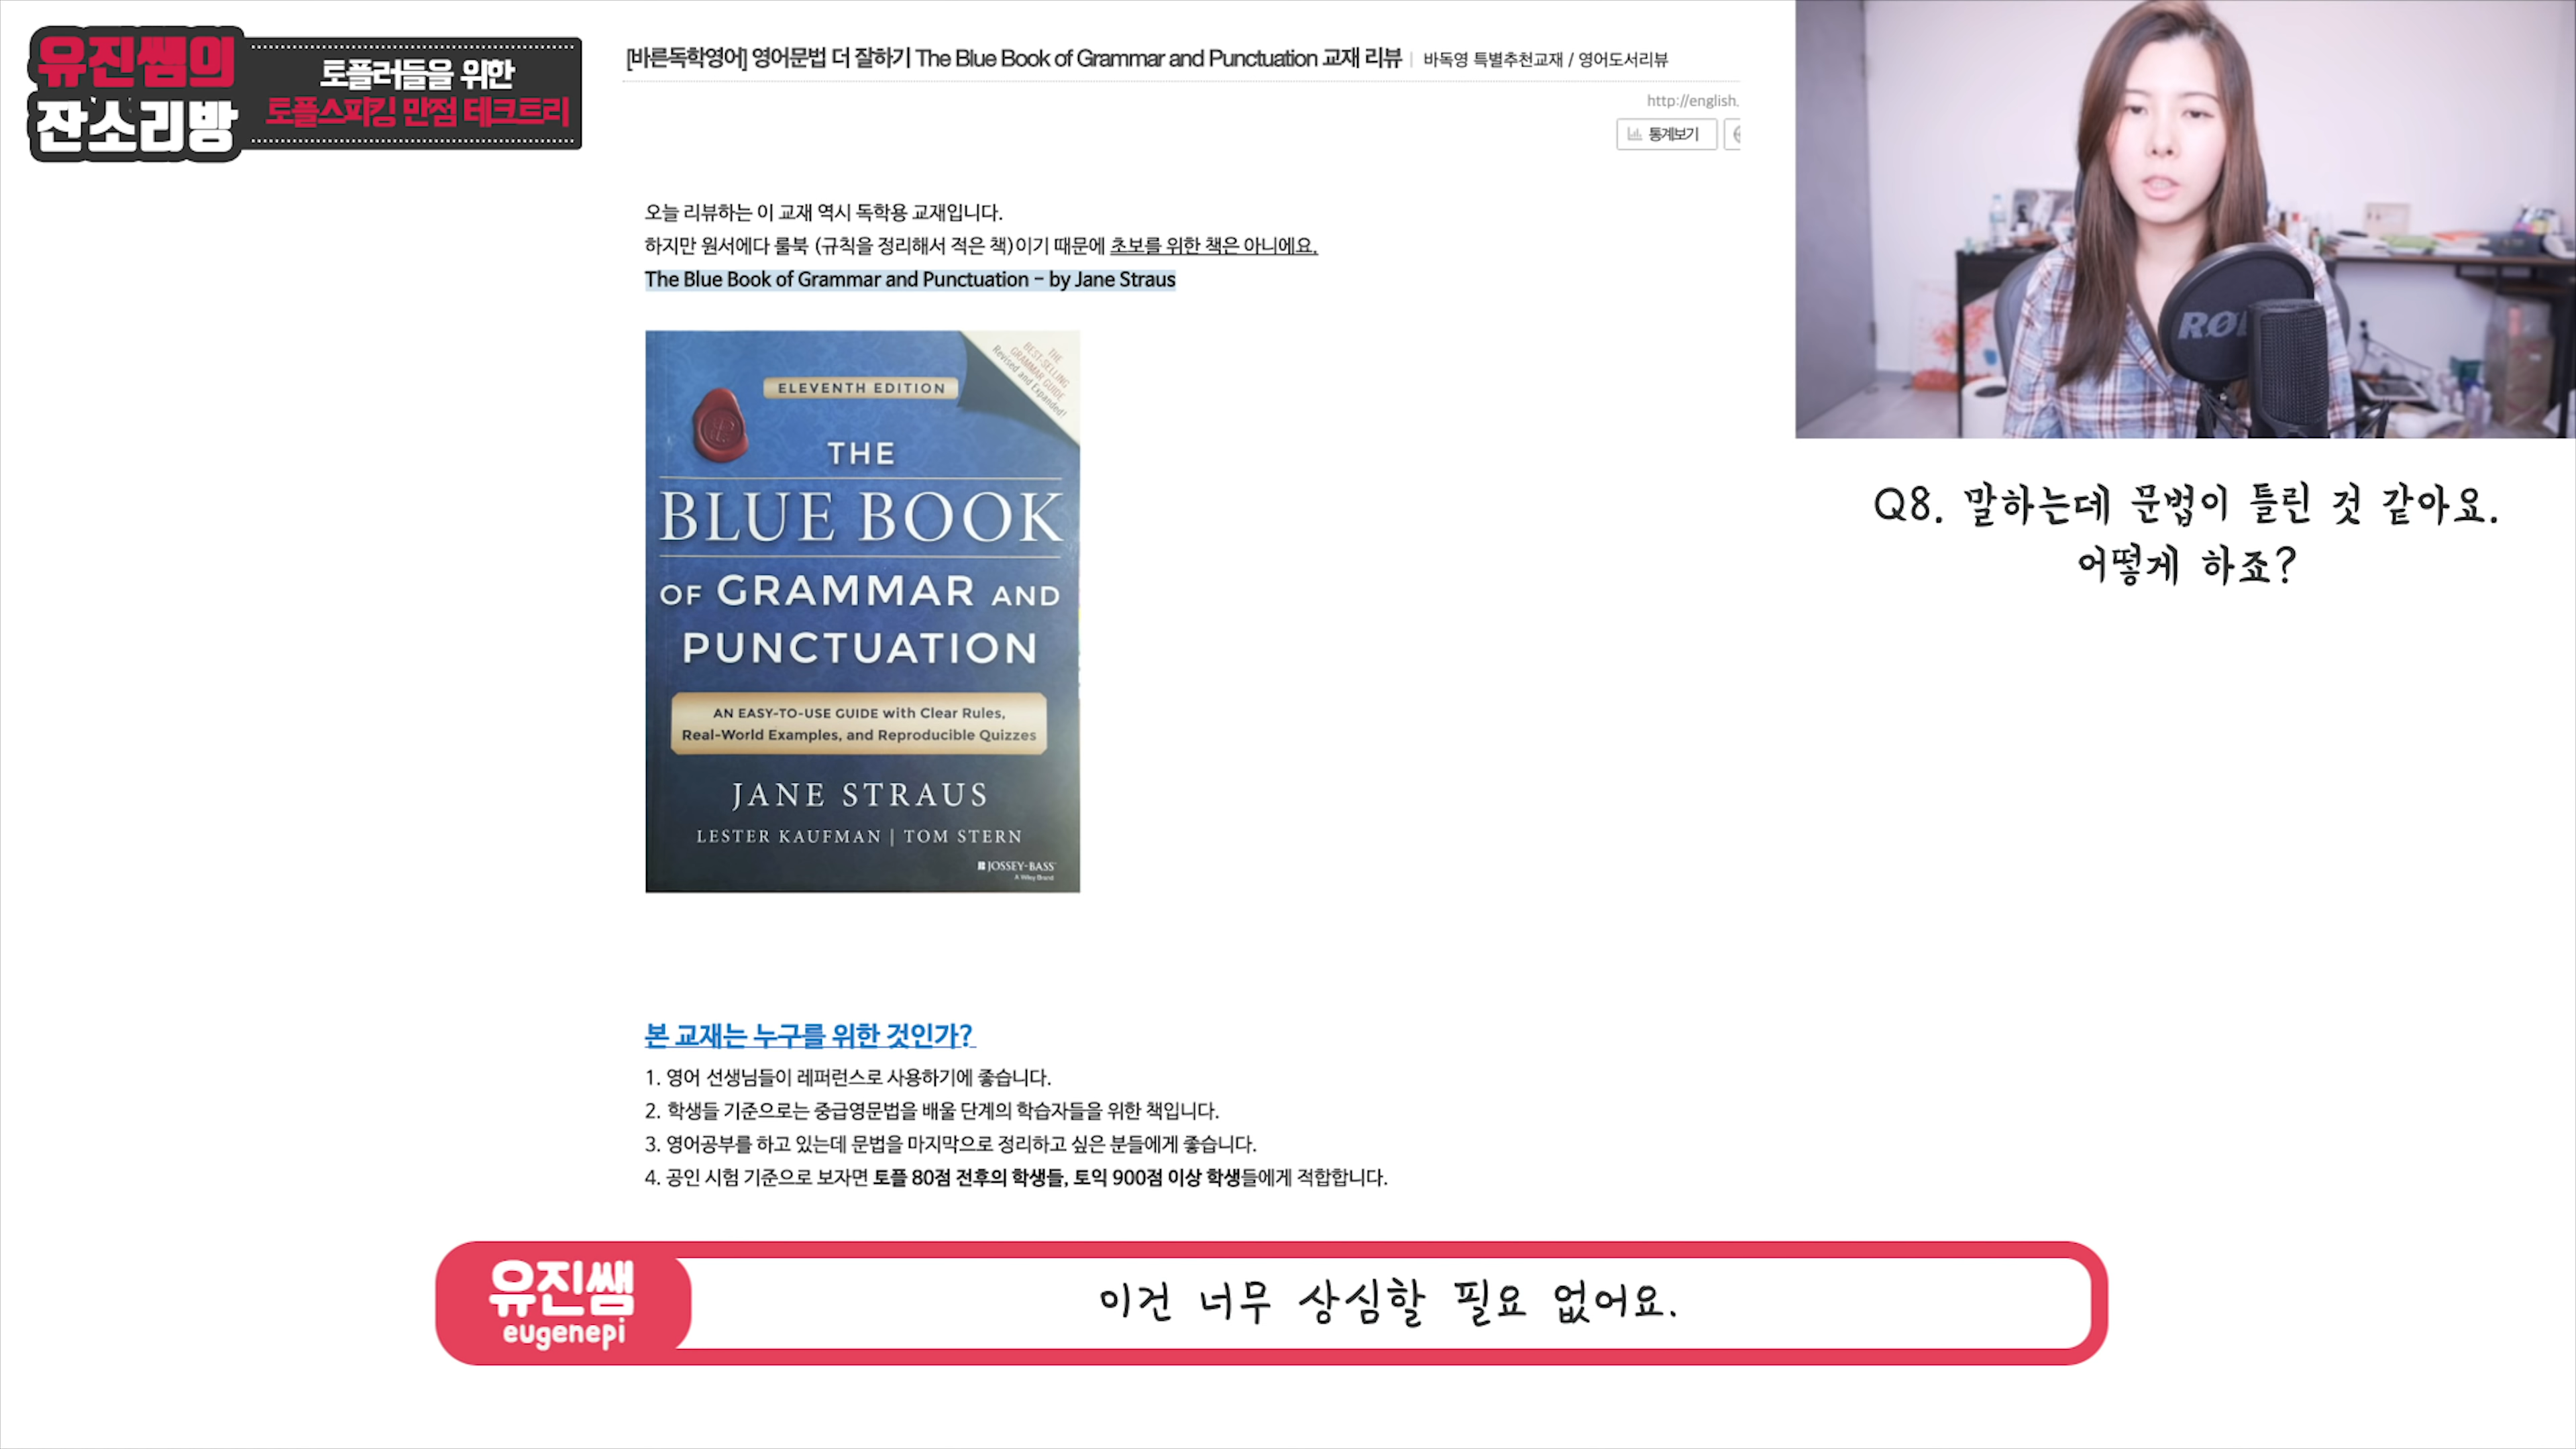 유진쌤의
잔소리방
토플러들을 위한
토플스피킹 만점 테크트리
[바른독학영어] 영어문법 더 잘하기 The Blue Book of Grammar and Punctuation 교재 리뷰 | 바독영 특별추천교재 / 영어도서리뷰
http://english.
통계보기
오늘 리뷰하는 이 교재 역시 독학용 교재입니다.
하지만 원서에다 룰북 (규칙을 정리해서 적은 책)이기 때문에 초보를 위한 책은 아니에요.
The Blue Book of Grammar and Punctuation - by Jane Straus
THE
BEST-SELLING
GRAMMAR GUIDE
Revised and Expanded!
ELEVENTH EDITION
THE
BLUE BOOK
OF GRAMMAR AND
PUNCTUATION
AN EASY-TO-USE GUIDE with Clear Rules,
Real-World Examples, and Reproducible Quizzes
JANE STRAUS
LESTER KAUFMAN | TOM STERN
JOSSEY-BASS
A Wiley Brand
RØ
Q8. 말하는데 문법이 틀린 것 같아요.
어떻게 하죠?
본 교재는 누구를 위한 것인가?
1. 영어 선생님들이 레퍼런스로 사용하기에 좋습니다.
2. 학생들 기준으로는 중급영문법을 배울 단계의 학습자들을 위한 책입니다.
3. 영어공부를 하고 있는데 문법을 마지막으로 정리하고 싶은 분들에게 좋습니다.
4. 공인 시험 기준으로 보자면 토플 80점 전후의 학생들, 토익 900점 이상 학생들에게 적합합니다.
유진쌤
eugenepi
이건 너무 상심할 필요 없어요.